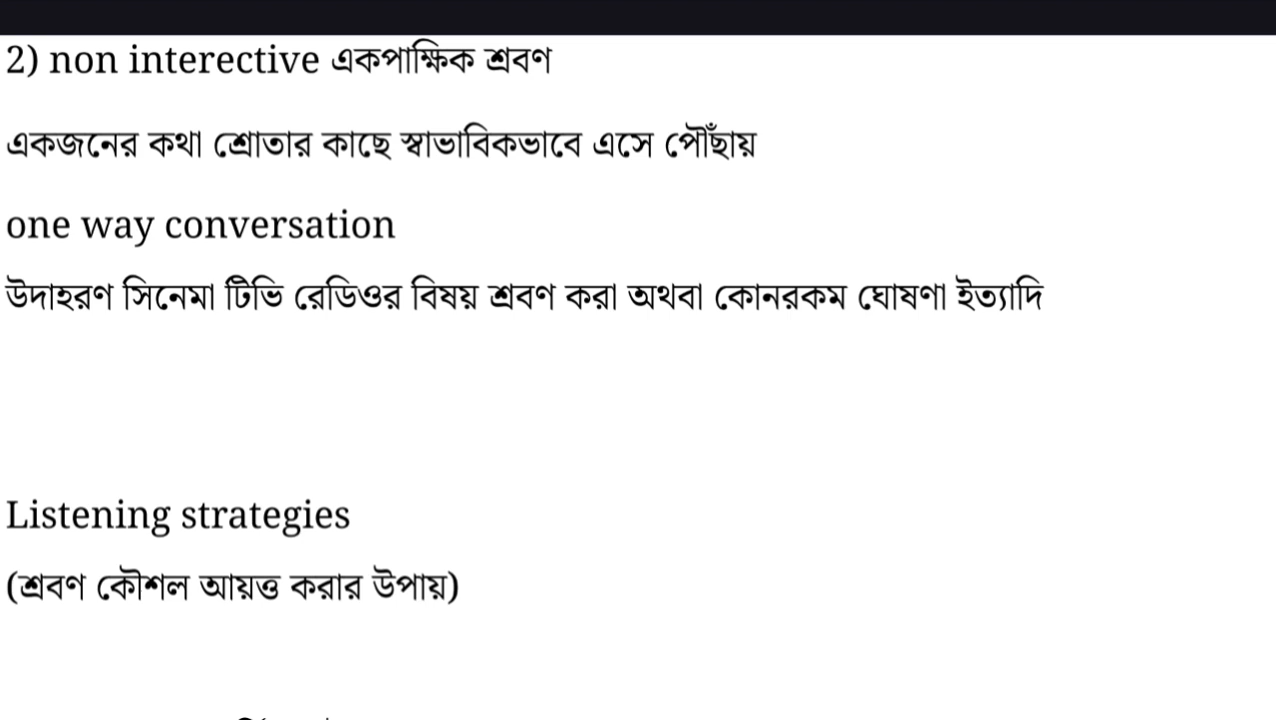 2) non interective একপাক্ষিক শ্রবণ
একজনের কথা শ্রোতার কাছে স্বাভাবিকভাবে এসে পৌঁছায়
one way conversation
উদাহরণ সিনেমা টিভি রেডিওর বিষয় শ্রবণ করা অথবা কোনরকম ঘোষণা ইত্যাদি
Listening strategies
(শ্রবণ কৌশল আয়ত্ত করার উপায়)